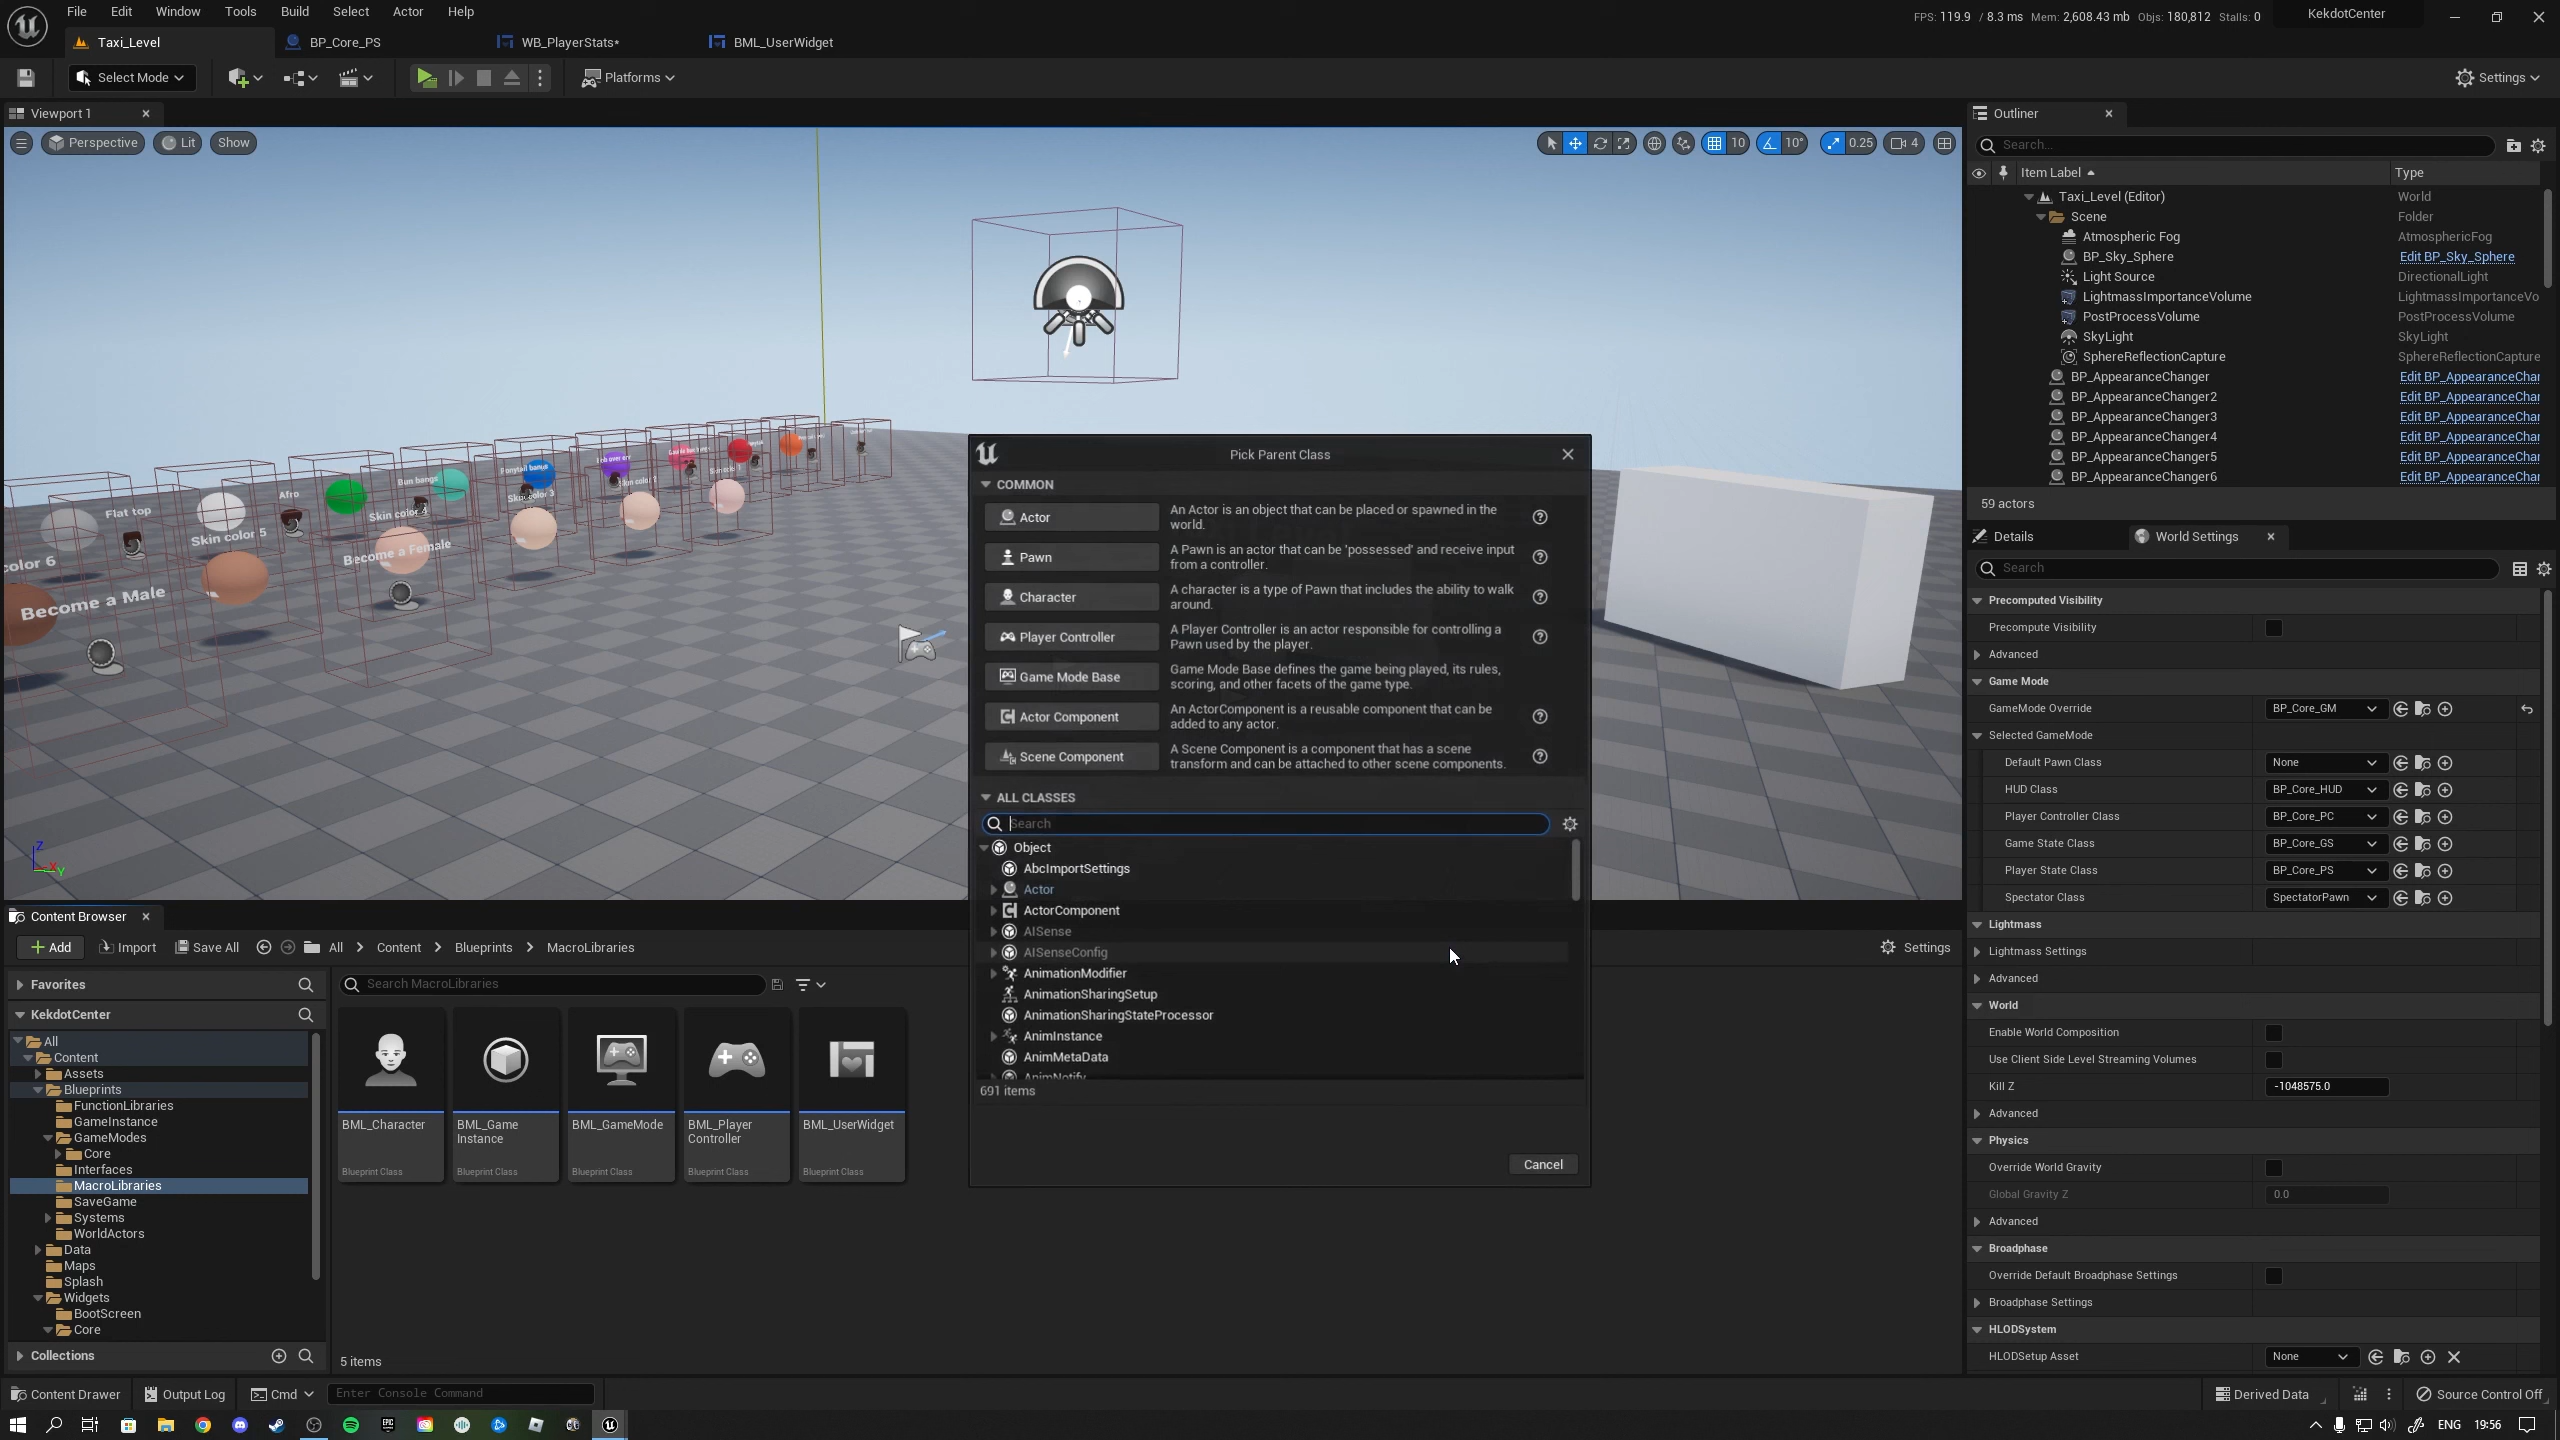 File Edit Window Tools Build Select Actor Help
FPS: 119.9 / 8.3 ms Mem: 2,608.43 mb Objs: 180,812 Stalls: 0
KekdotCenter
Taxi_Level BP_Core_PS WB_PlayerStats* BML_UserWidget
Select Mode Platforms Settings
Viewport 1
Perspective Lit Show
10 10° 0.25 4
Flat top
Afro
Bun bangs
Ponytail bangs
color 6
Skin color 5
Skin color 4
Skin color 3
Become a Male
Become a Female
Pick Parent Class
COMMON
Actor
An Actor is an object that can be placed or spawned in the
world.
Pawn
A Pawn is an actor that can be 'possessed' and receive input
from a controller.
Character
A character is a type of Pawn that includes the ability to walk
around.
Player Controller
A Player Controller is an actor responsible for controlling a
Pawn used by the player.
Game Mode Base
Game Mode Base defines the game being played, its rules,
scoring, and other facets of the game type.
Actor Component
An ActorComponent is a reusable component that can be
added to any actor.
Scene Component
A Scene Component is a component that has a scene
transform and can be attached to other scene components.
ALL CLASSES
Search
Object
AbcImportSettings
Actor
ActorComponent
AISense
AISenseConfig
AnimationModifier
AnimationSharingSetup
AnimationSharingStateProcessor
AnimInstance
AnimMetaData
AnimNotify
691 items
Cancel
Outliner
Search...
Item Label Type
Taxi_Level (Editor) World
Scene Folder
Atmospheric Fog AtmosphericFog
BP_Sky_Sphere Edit BP_Sky_Sphere
Light Source DirectionalLight
LightmassImportanceVolume LightmassImportanceVo
PostProcessVolume PostProcessVolume
SkyLight SkyLight
SphereReflectionCapture SphereReflectionCapture
BP_AppearanceChanger Edit BP_AppearanceChar
BP_AppearanceChanger2 Edit BP_AppearanceChar
BP_AppearanceChanger3 Edit BP_AppearanceChar
BP_AppearanceChanger4 Edit BP_AppearanceChar
BP_AppearanceChanger5 Edit BP_AppearanceChar
BP_AppearanceChanger6 Edit BP_AppearanceChar
59 actors
Details World Settings
Search
Precomputed Visibility
Precompute Visibility
Advanced
Game Mode
GameMode Override BP_Core_GM
Selected GameMode
Default Pawn Class None
HUD Class BP_Core_HUD
Player Controller Class BP_Core_PC
Game State Class BP_Core_GS
Player State Class BP_Core_PS
Spectator Class SpectatorPawn
Lightmass
Lightmass Settings
Advanced
World
Enable World Composition
Use Client Side Level Streaming Volumes
Kill Z -1048575.0
Advanced
Physics
Override World Gravity
Global Gravity Z 0.0
Advanced
Broadphase
Override Default Broadphase Settings
Broadphase Settings
HLODSystem
HLODSetup Asset None
Content Browser
Add Import Save All All Content Blueprints MacroLibraries Settings
Favorites
KekdotCenter
All
Content
Assets
Blueprints
FunctionLibraries
GameInstance
GameModes
Core
Interfaces
MacroLibraries
SaveGame
Systems
WorldActors
Data
Maps
Splash
Widgets
BootScreen
Core
Collections
Search MacroLibraries
BML_Character
Blueprint Class
BML_Game
Instance
Blueprint Class
BML_GameMode
Blueprint Class
BML_Player
Controller
Blueprint Class
BML_UserWidget
Blueprint Class
5 items
Content Drawer Output Log Cmd Enter Console Command Derived Data Source Control Off
ENG 19:56